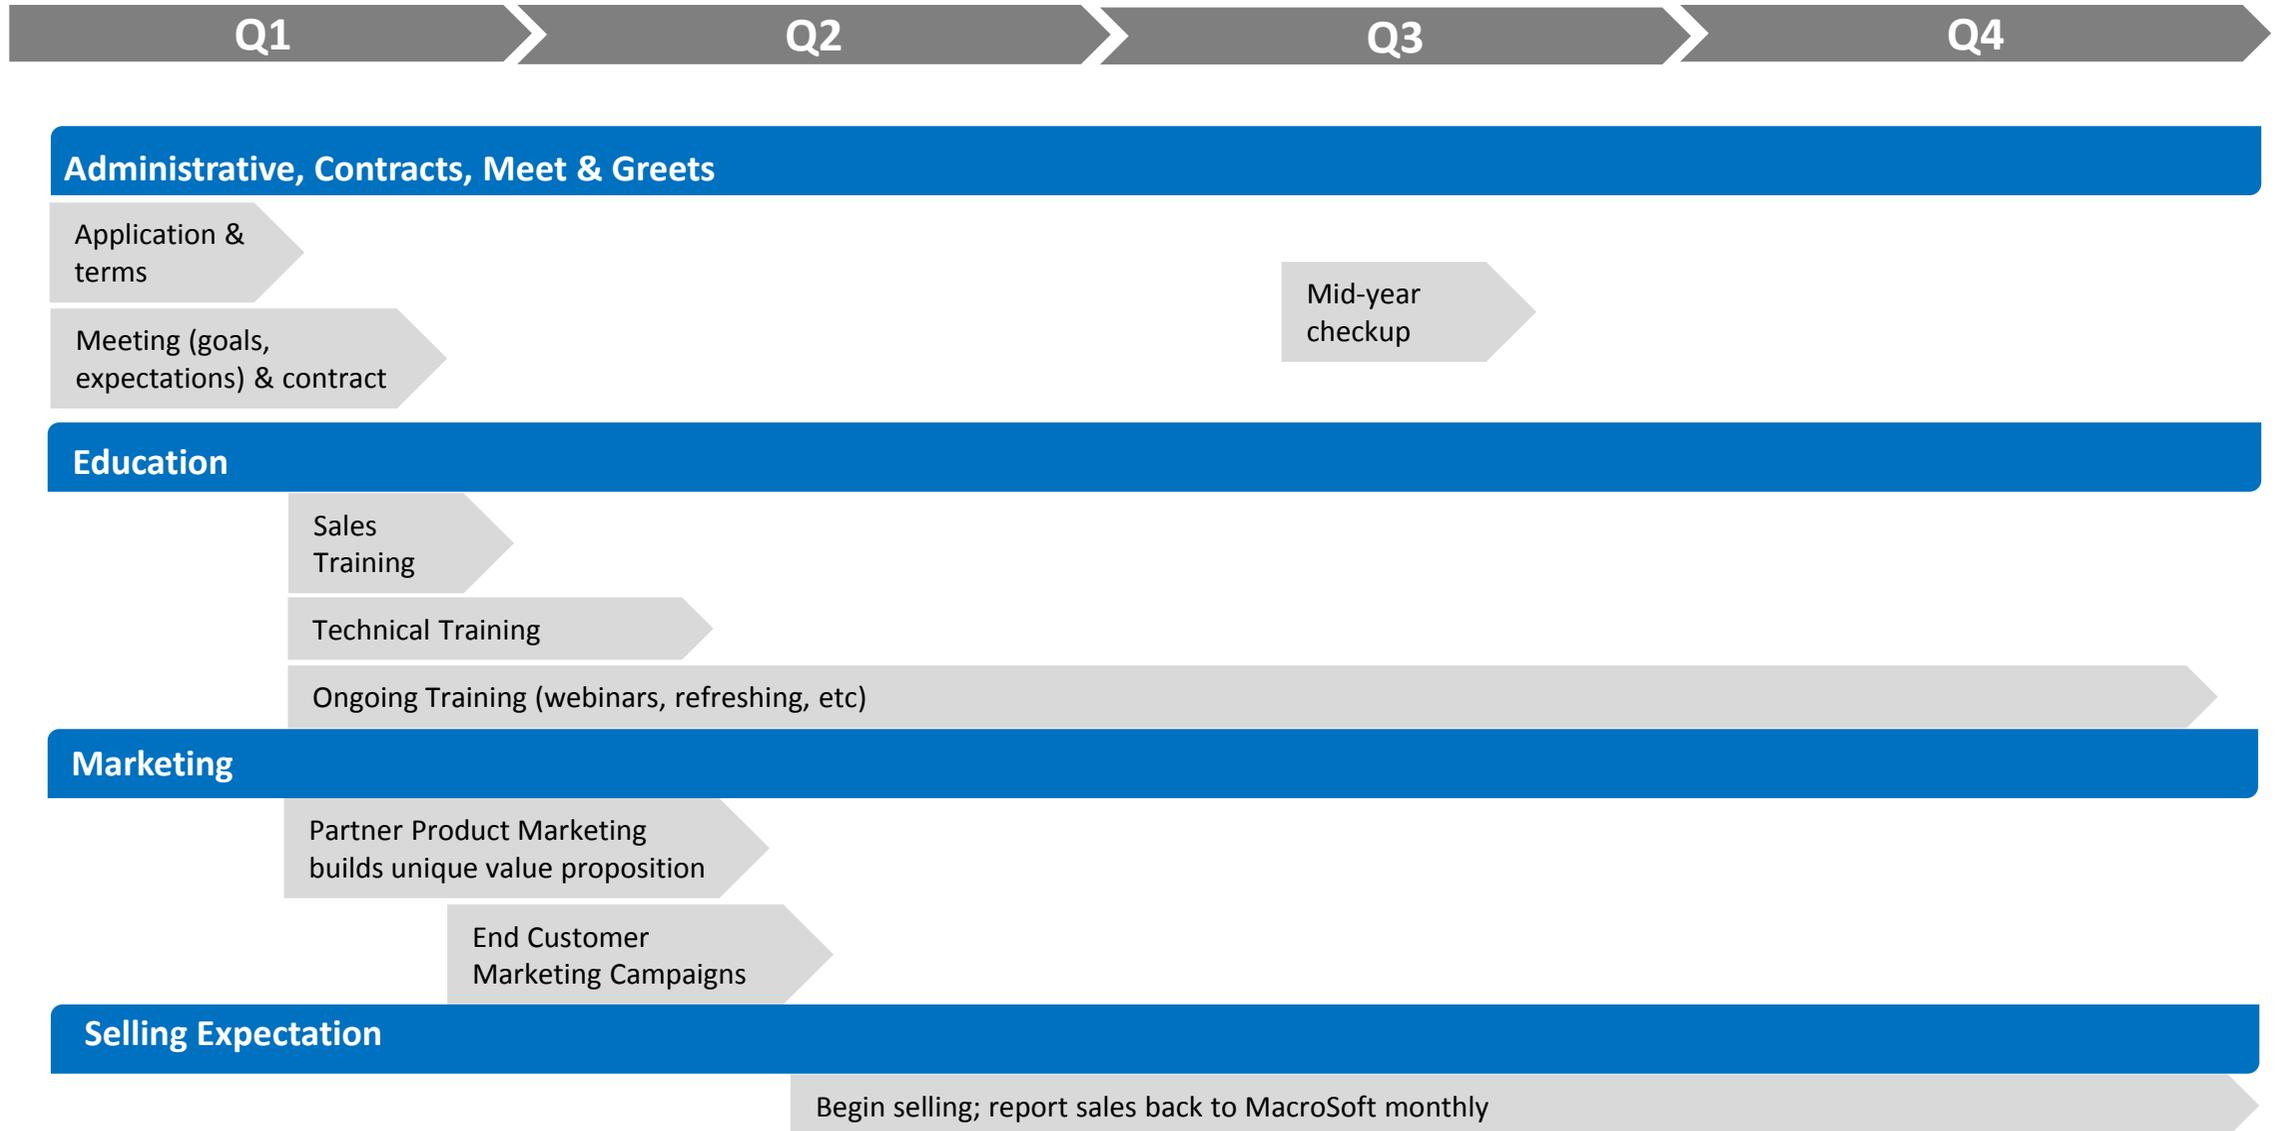 Q1
Q2
Q3
Q4
Administrative, Contracts, Meet & Greets
Application &
terms
Meeting (goals,
expectations) & contract
Mid-year
checkup
Education
Sales
Training
Technical Training
Ongoing Training (webinars, refreshing, etc)
Marketing
Partner Product Marketing
builds unique value proposition
End Customer
Marketing Campaigns
Selling Expectation
Begin selling; report sales back to MacroSoft monthly